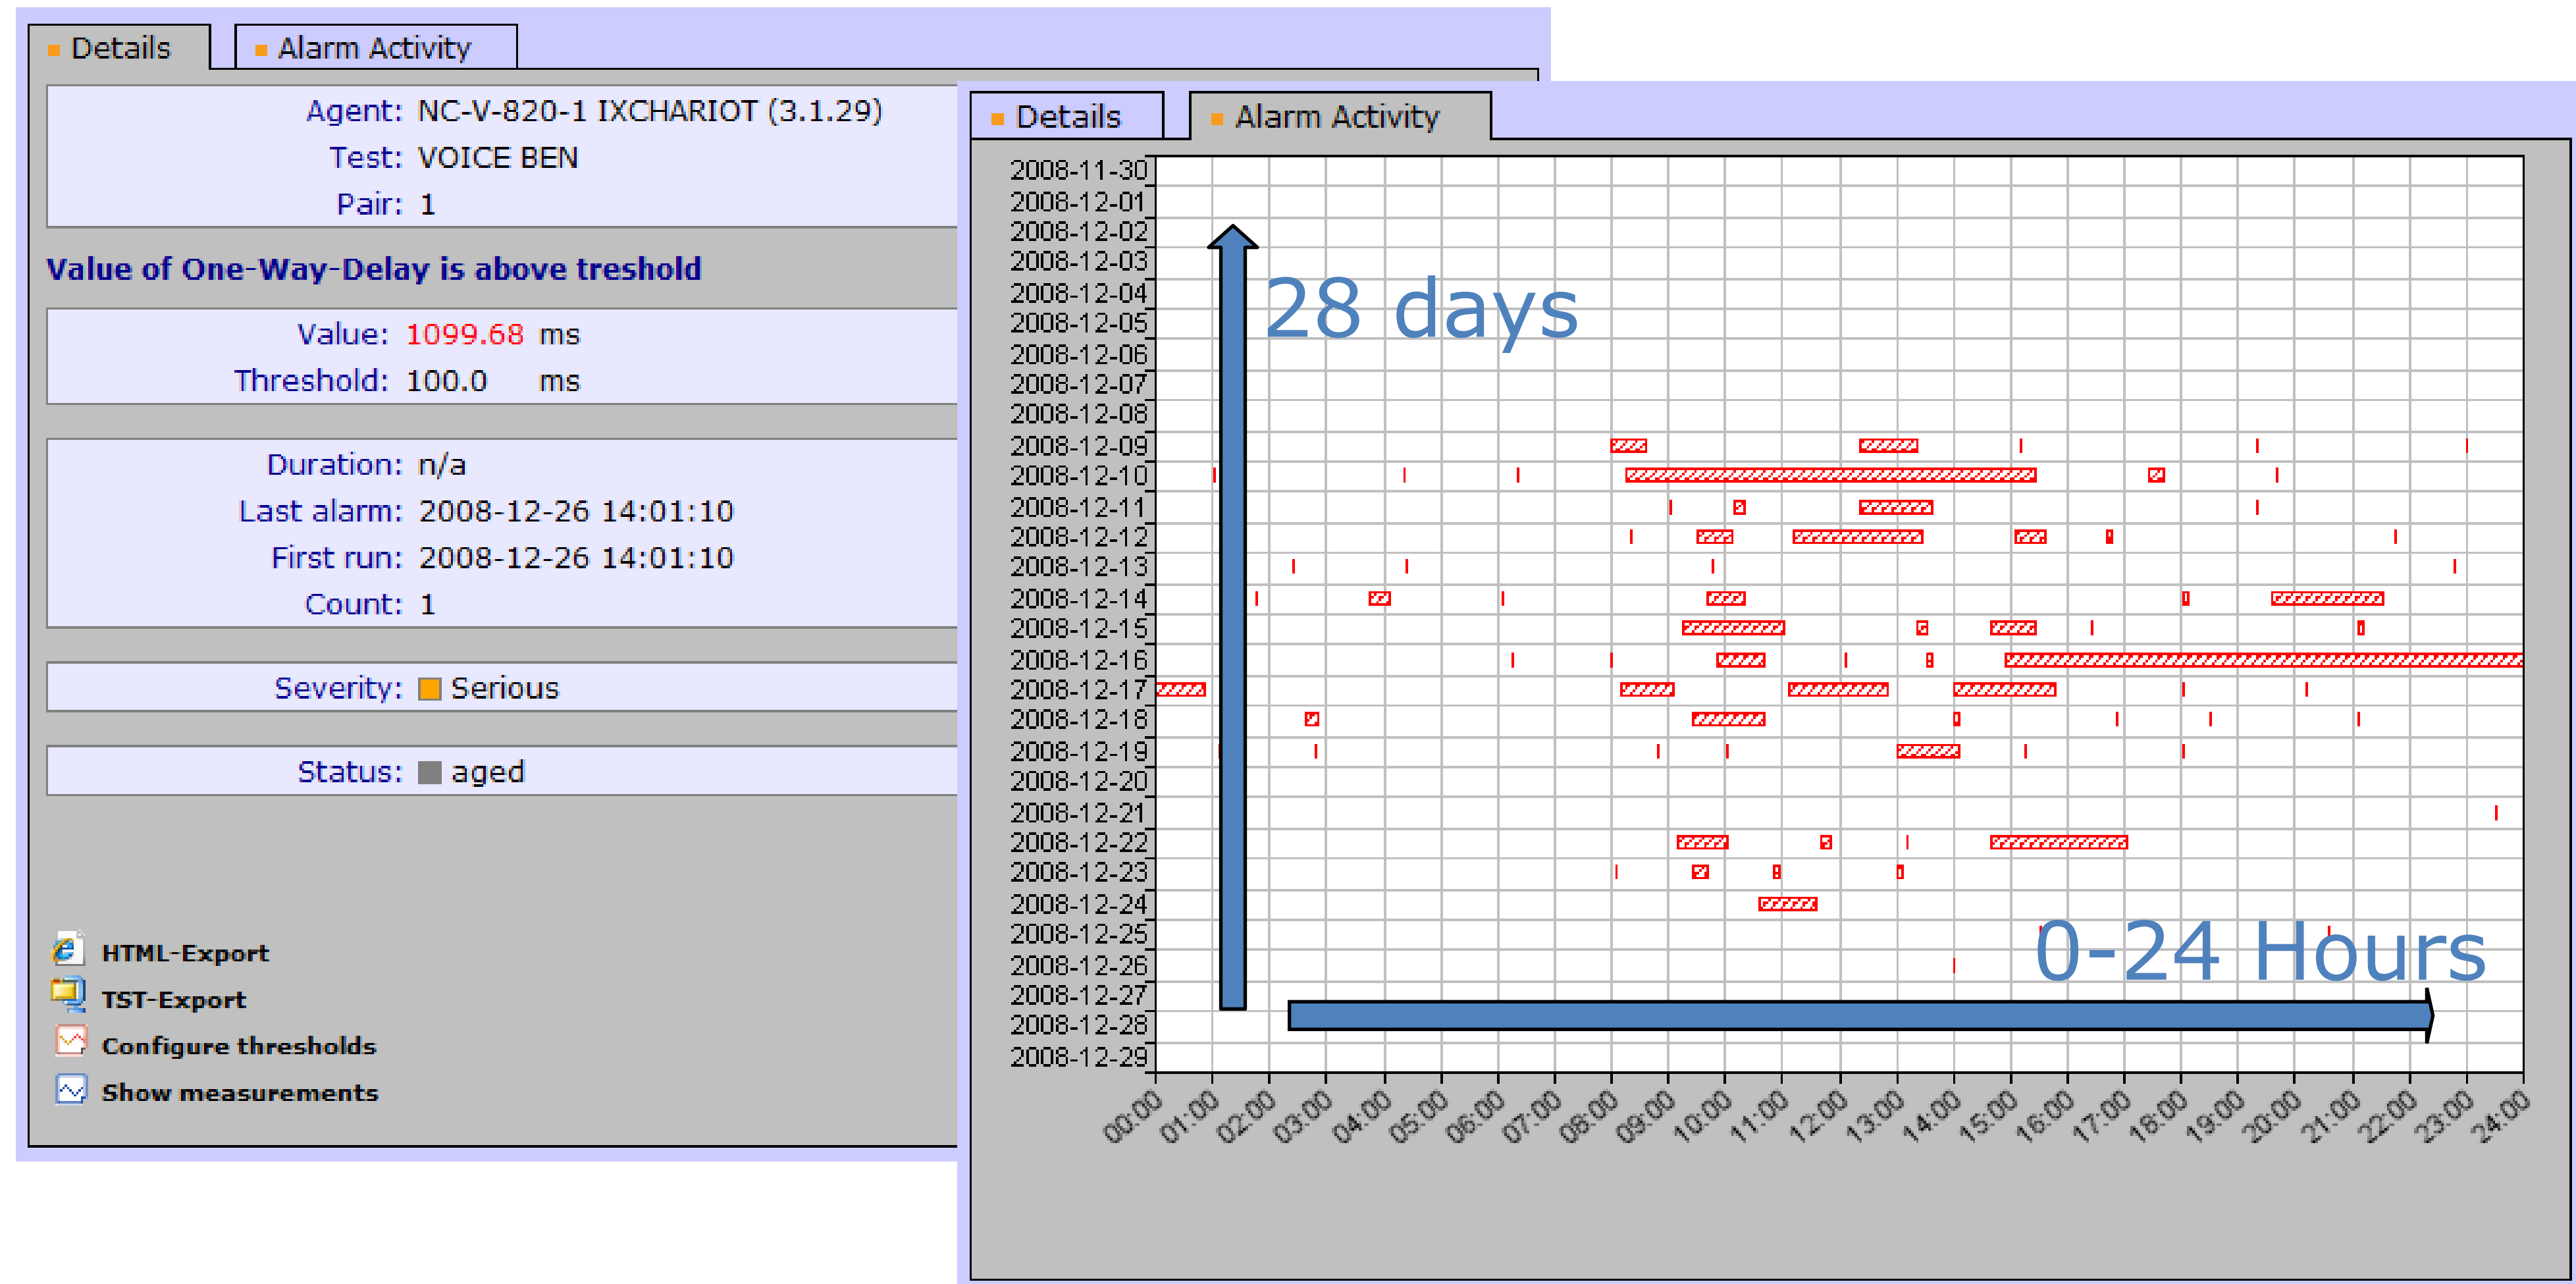 Details
Alarm Activity
Agent: NC-V-820-1 IXCHARIOT (3.1.29)
Test: VOICE BEN
Pair: 1
Value of One-Way-Delay is above treshold
Value: 1099.68 ms
Threshold: 100.0 ms
Duration: n/a
Last alarm: 2008-12-26 14:01:10
First run: 2008-12-26 14:01:10
Count: 1
Severity: Serious
Status: aged
HTML-Export
TST-Export
Configure thresholds
Show measurements
Details
Alarm Activity
2008-11-30
2008-12-01
2008-12-02
2008-12-03
2008-12-04
2008-12-05
2008-12-06
2008-12-07
2008-12-08
2008-12-09
2008-12-10
2008-12-11
2008-12-12
2008-12-13
2008-12-14
2008-12-15
2008-12-16
2008-12-17
2008-12-18
2008-12-19
2008-12-20
2008-12-21
2008-12-22
2008-12-23
2008-12-24
2008-12-25
2008-12-26
2008-12-27
2008-12-28
2008-12-29
28 days
0-24 Hours
00:00 01:00 02:00 03:00 04:00 05:00 06:00 07:00 08:00 09:00 10:00 11:00 12:00 13:00 14:00 15:00 16:00 17:00 18:00 19:00 20:00 21:00 22:00 23:00 24:00